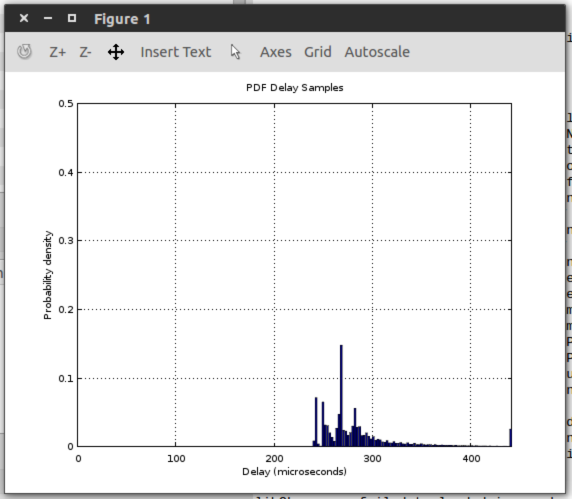 Figure 1
Z+ Z- Insert Text Axes Grid Autoscale
PDF Delay Samples
0.5
0.4
0.3
0.2
0.1
0
Probability density
0 100 200 300 400
Delay (microseconds)